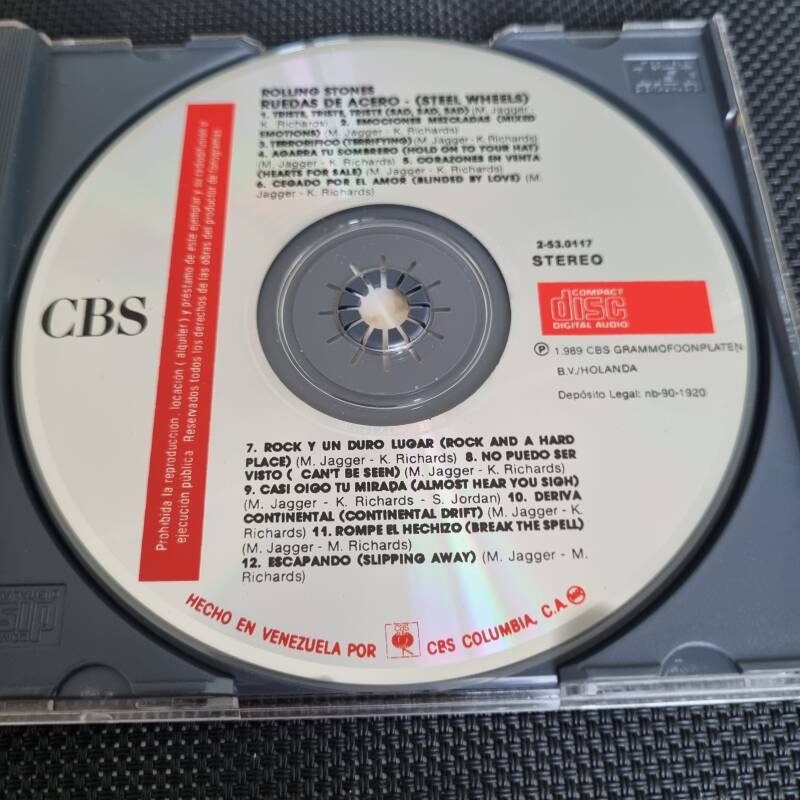 ROLLING STONES
RUEDAS DE ACERO - (STEEL WHEELS)
1. TRISTE, TRISTE, TRISTE (SAD, SAD, SAD) (M. Jagger -
K. Richards) 2. EMOCIONES MEZCLADAS (MIXED
EMOTIONS) (M. Jagger - K. Richards)
3. TERRORIFICO (TERRIFYING) (M. Jagger - K. Richards)
4. AGARRA TU SOMBRERO (HOLD ON TO YOUR HAT)
(M. Jagger - K. Richards) 5. CORAZONES EN VENTA
(HEARTS FOR SALE) (M. Jagger - K. Richards)
6. CEGADO POR EL AMOR (BLINDED BY LOVE) (M.
Jagger - K. Richards)
Prohibida la reproducción, locación ( alquiler ) y préstamo de este ejemplar y su radiodifusión o
ejecución pública. Reservados todos los derechos de las obras del productor de fonogramas
CBS
2-53.0117
STEREO
COMPACT
disc
DIGITAL AUDIO
Ⓟ 1.989 CBS GRAMMOFOONPLATEN
B.V./HOLANDA
Depósito Legal: nb-90-1920
7. ROCK Y UN DURO LUGAR (ROCK AND A HARD
PLACE) (M. Jagger - K. Richards) 8. NO PUEDO SER
VISTO ( CAN'T BE SEEN) (M. Jagger - K. Richards)
9. CASI OIGO TU MIRADA (ALMOST HEAR YOU SIGH)
(M. Jagger - K. Richards - S. Jordan) 10. DERIVA
CONTINENTAL (CONTINENTAL DRIFT) (M. Jagger - K.
Richards) 11. ROMPE EL HECHIZO (BREAK THE SPELL)
(M. Jagger - M. Richards)
12. ESCAPANDO (SLIPPING AWAY) (M. Jagger - M.
Richards)
HECHO EN VENEZUELA POR CBS CBS COLUMBIA, C.A.